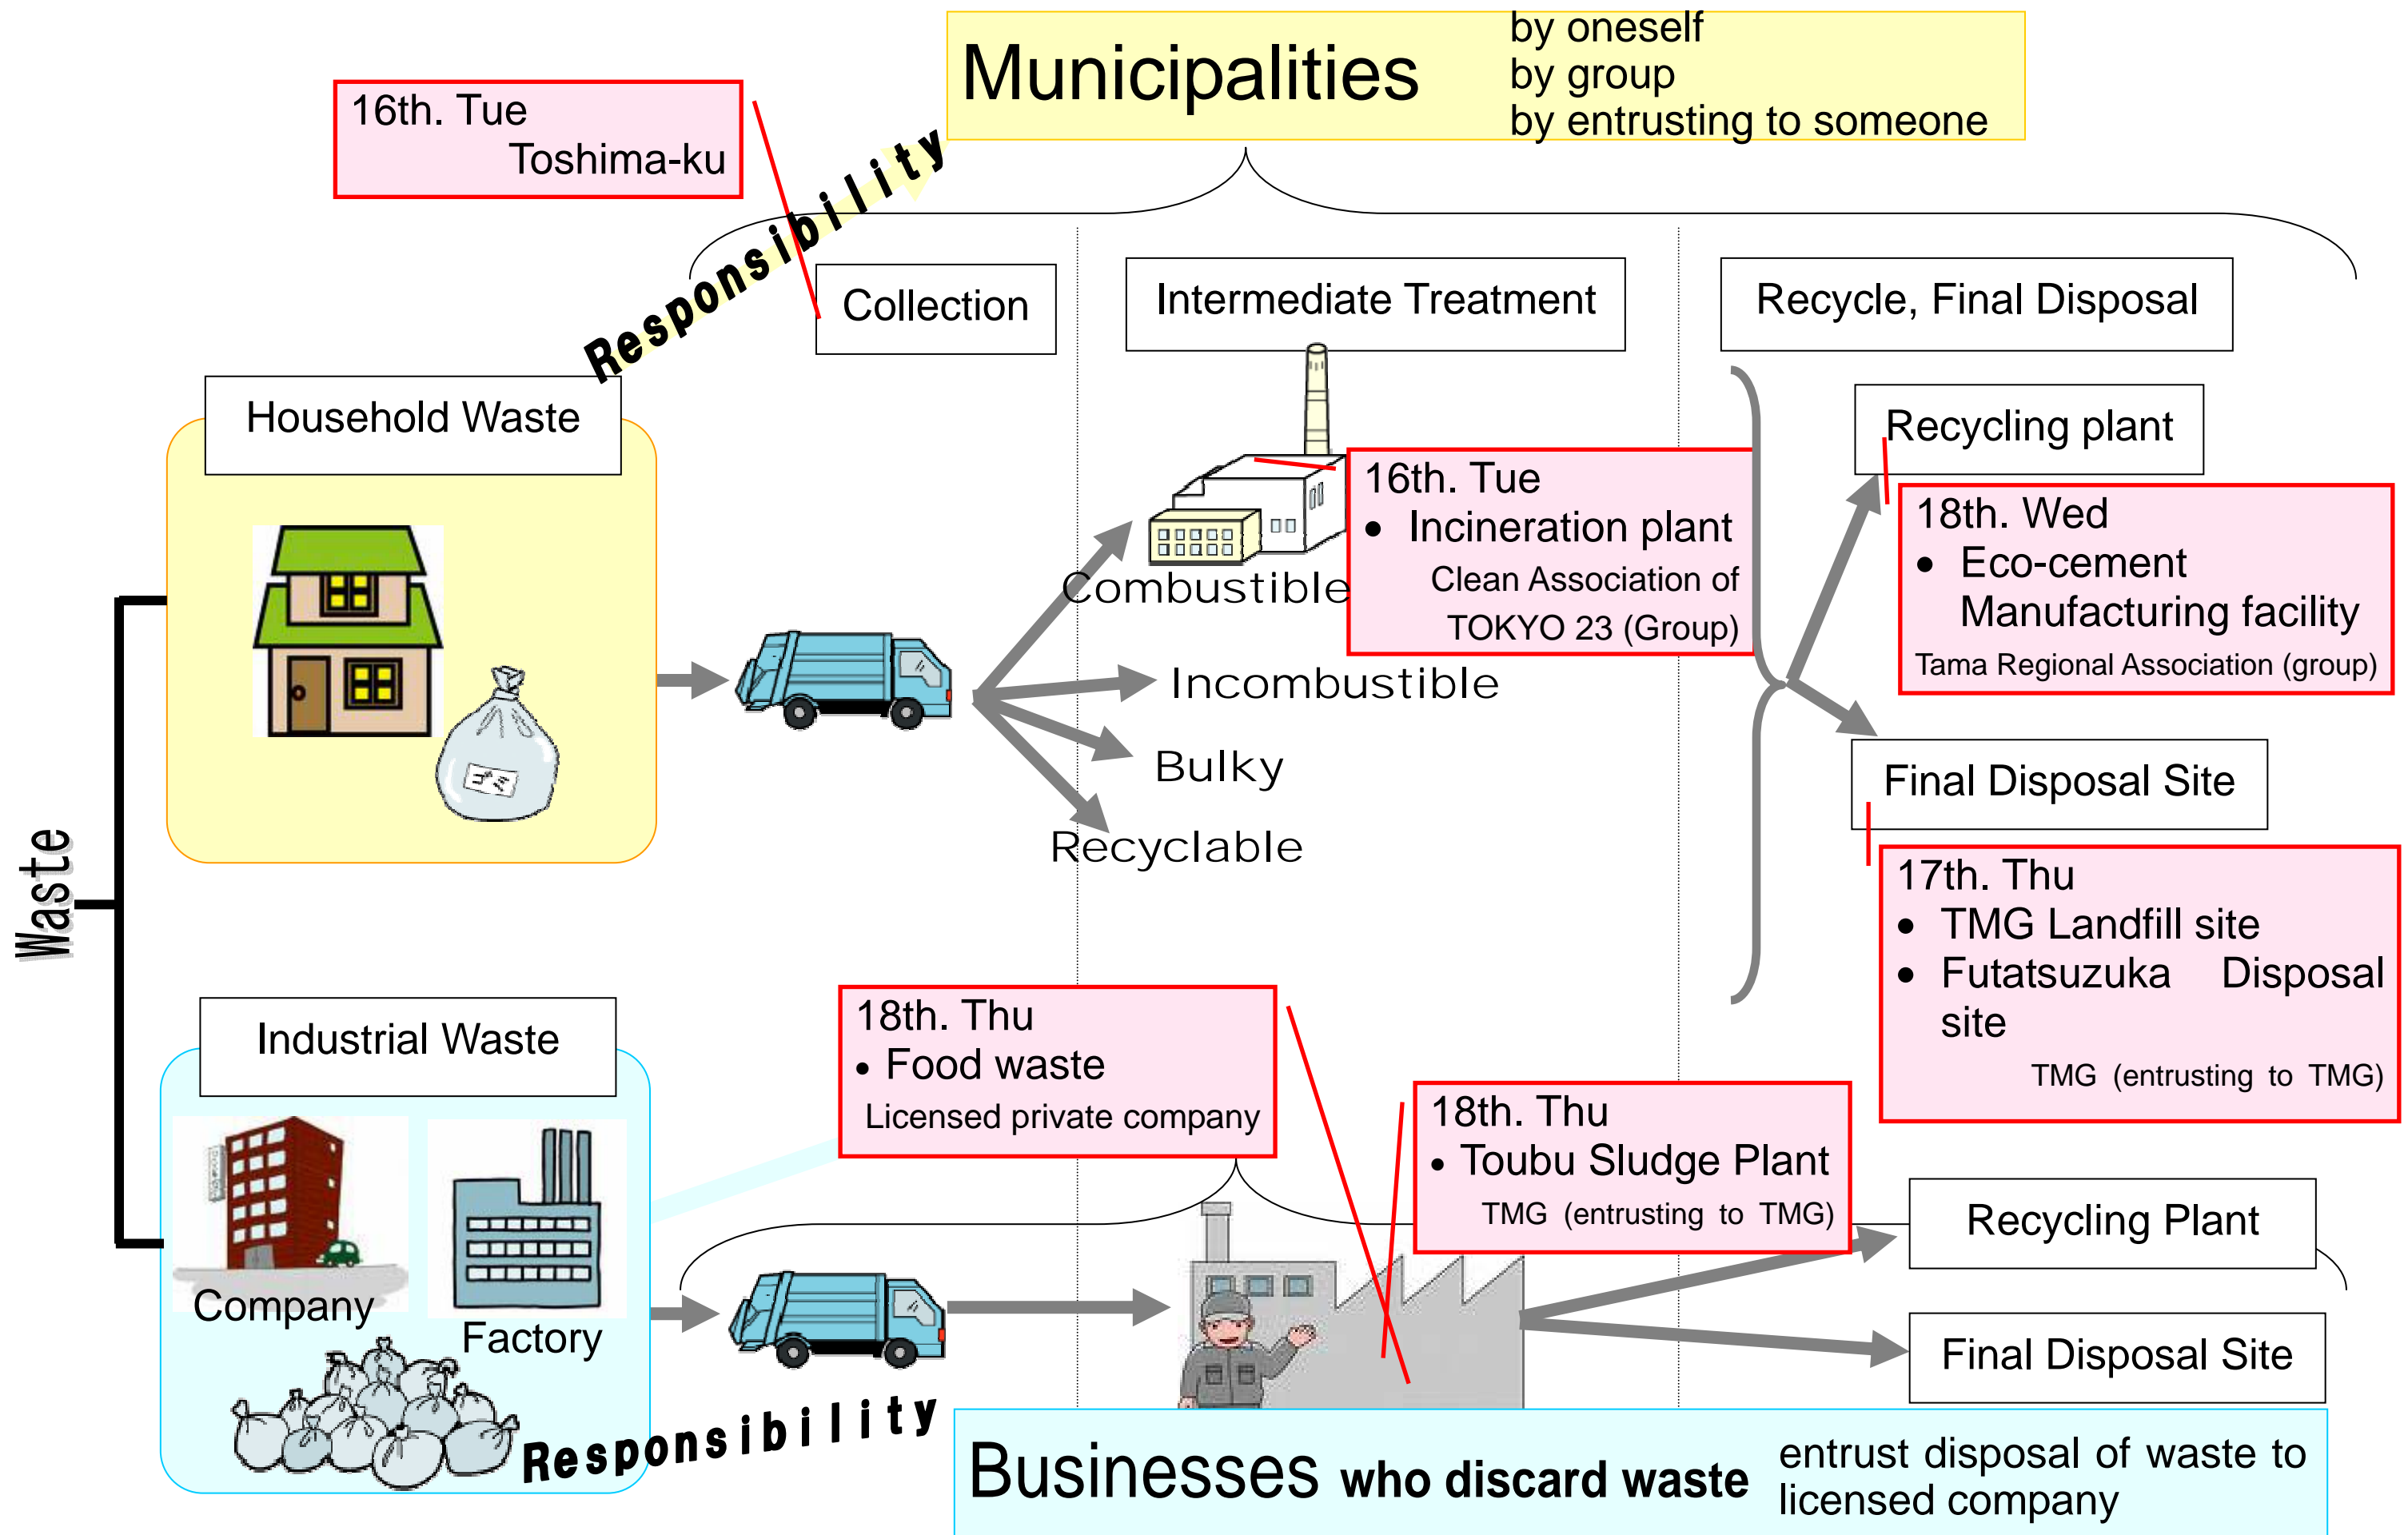 Municipalities
by oneself
by group
by entrusting to someone
16th. Tue
Toshima-ku
Responsibility
Collection
Intermediate Treatment
Recycle, Final Disposal
Household Waste
Recycling plant
16th. Tue
• Incineration plant
Clean Association of
TOKYO 23 (Group)
18th. Wed
• Eco-cement
Manufacturing facility
Tama Regional Association (group)
Combustible
Incombustible
Bulky
Recyclable
ゴミ
Final Disposal Site
Waste
17th. Thu
• TMG Landfill site
• Futatsuzuka Disposal
site
TMG (entrusting to TMG)
Industrial Waste
18th. Thu
• Food waste
Licensed private company
18th. Thu
• Toubu Sludge Plant
TMG (entrusting to TMG)
Recycling Plant
Company
Factory
Final Disposal Site
Responsibility
Businesses who discard waste
entrust disposal of waste to
licensed company